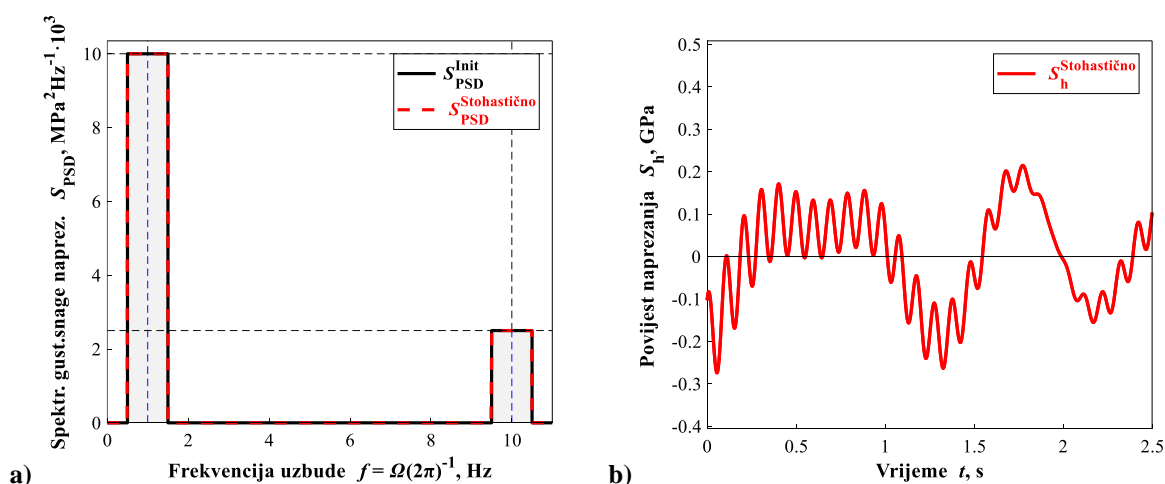 a)
Spektr. gust.snage naprez. S_PSD, MPa²Hz⁻¹·10³
10
8
6
4
2
0
0 2 4 6 8 10
Frekvencija uzbude f = Ω(2π)⁻¹, Hz
S_PSD^Init
S_PSD^Stohastično
b)
Povijest naprezanja S_h, GPa
0.5
0.4
0.3
0.2
0.1
0
-0.1
-0.2
-0.3
-0.4
0 0.5 1 1.5 2 2.5
Vrijeme t, s
S_h^Stohastično